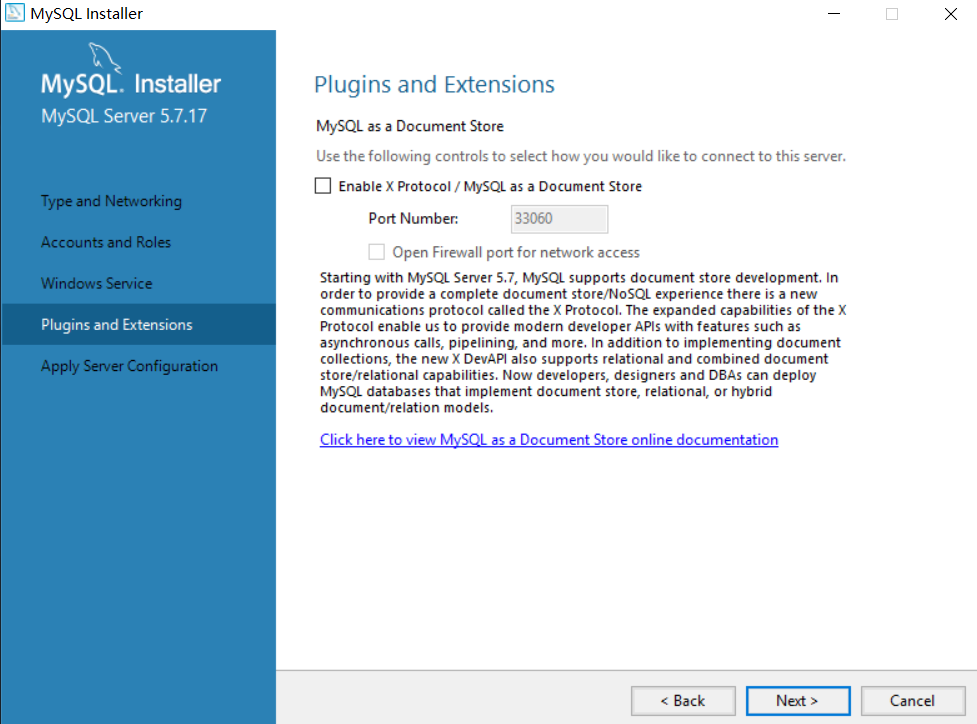 MySQL Installer
MySQL. Installer
MySQL Server 5.7.17
Type and Networking
Accounts and Roles
Windows Service
Plugins and Extensions
Apply Server Configuration
Plugins and Extensions
MySQL as a Document Store
Use the following controls to select how you would like to connect to this server.
Enable X Protocol / MySQL as a Document Store
Port Number: 33060
Open Firewall port for network access
Starting with MySQL Server 5.7, MySQL supports document store development. In
order to provide a complete document store/NoSQL experience there is a new
communications protocol called the X Protocol. The expanded capabilities of the X
Protocol enable us to provide modern developer APIs with features such as
asynchronous calls, pipelining, and more. In addition to implementing document
collections, the new X DevAPI also supports relational and combined document
store/relational capabilities. Now developers, designers and DBAs can deploy
MySQL databases that implement document store, relational, or hybrid
document/relation models.
Click here to view MySQL as a Document Store online documentation
< Back
Next >
Cancel